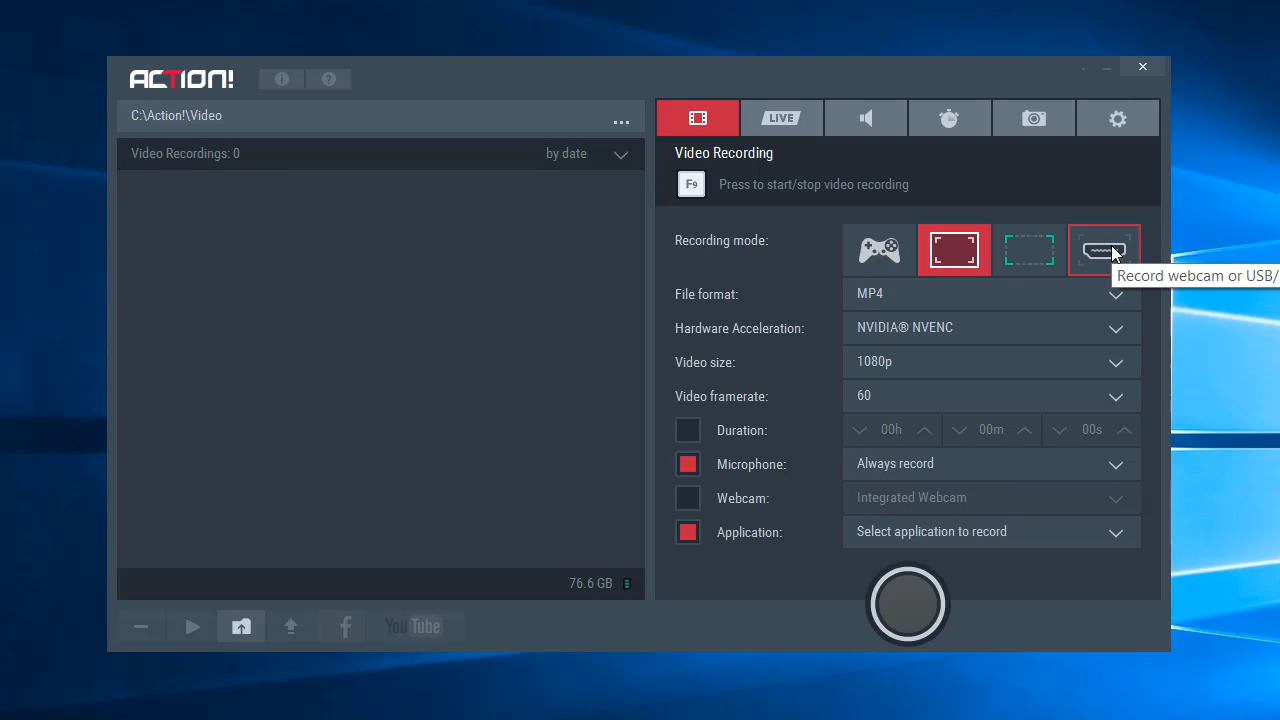 ACTION!
C:\Action!\Video
...
Video Recordings: 0
by date
76.6 GB
YouTube
LIVE
Video Recording
F9
Press to start/stop video recording
Recording mode:
Record webcam or USB/
File format:
MP4
Hardware Acceleration:
NVIDIA® NVENC
Video size:
1080p
Video framerate:
60
Duration:
00h
00m
00s
Microphone:
Always record
Webcam:
Integrated Webcam
Application:
Select application to record